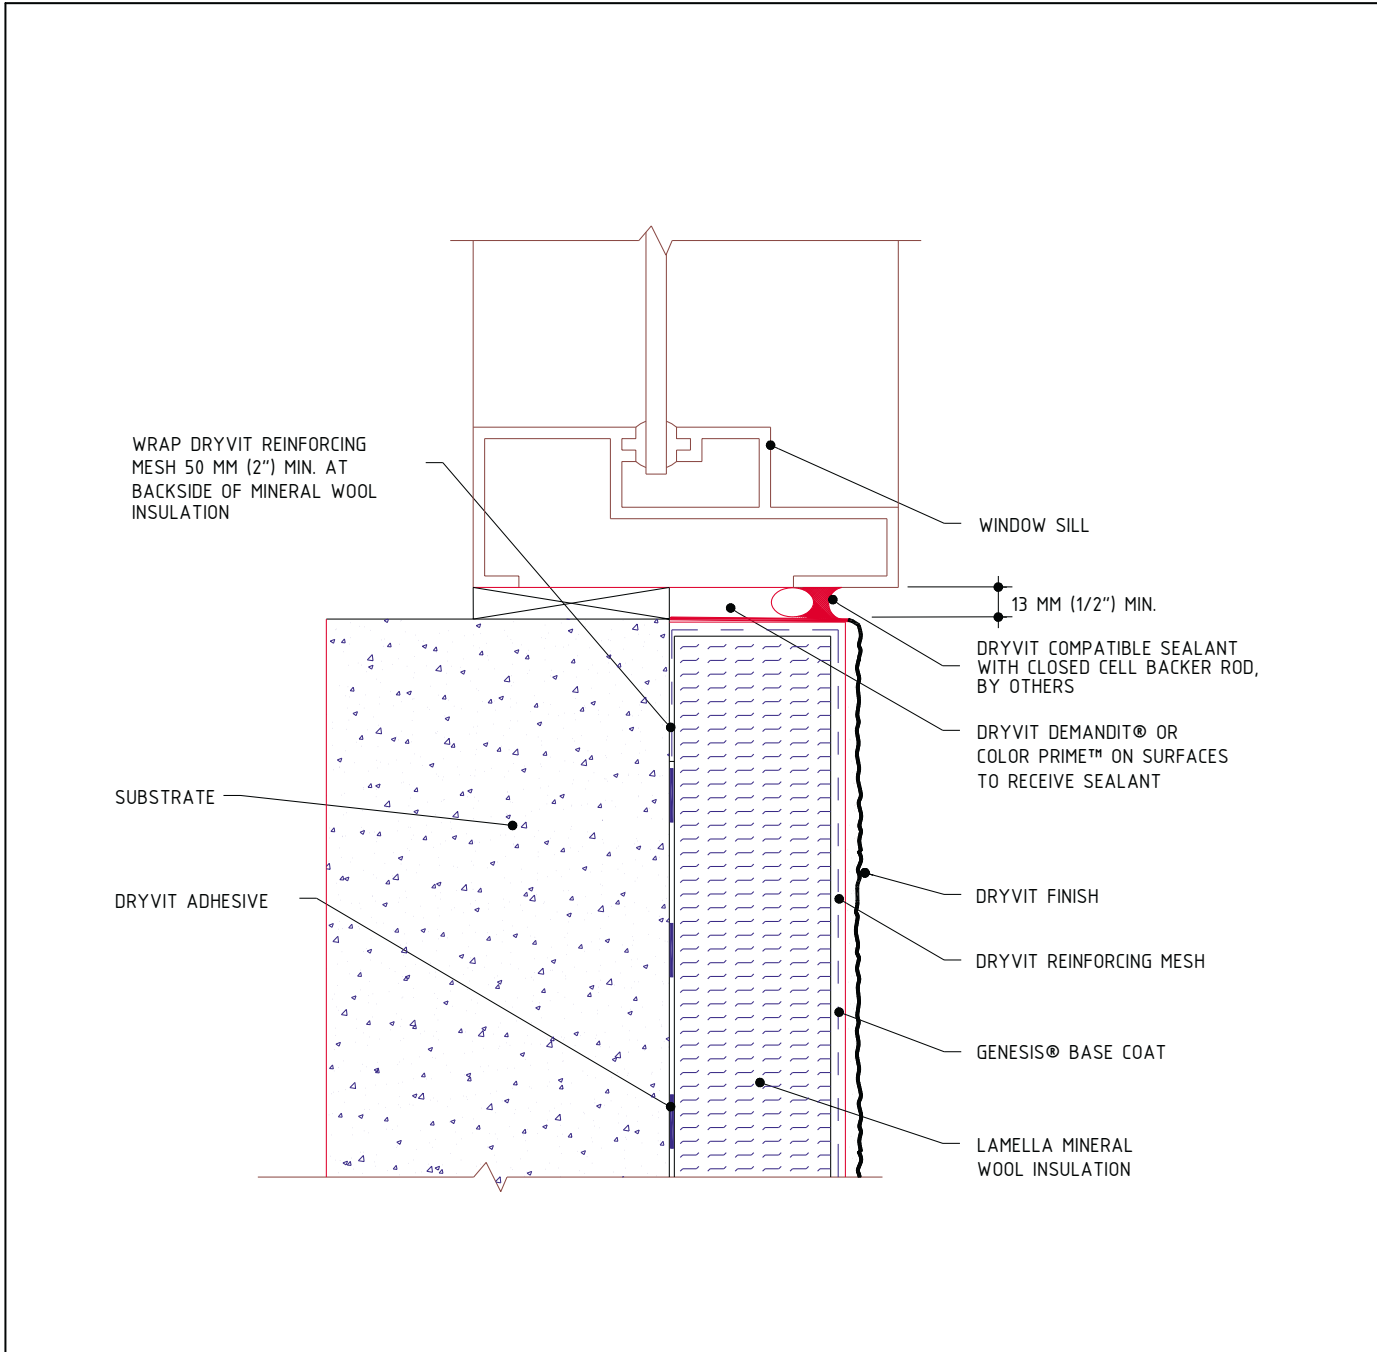 WRAP DRYVIT REINFORCING
MESH 50 MM (2") MIN. AT
BACKSIDE OF MINERAL WOOL
INSULATION
WINDOW SILL
13 MM (1/2") MIN.
DRYVIT COMPATIBLE SEALANT
WITH CLOSED CELL BACKER ROD,
BY OTHERS
DRYVIT DEMANDIT® OR
COLOR PRIME™ ON SURFACES
TO RECEIVE SEALANT
SUBSTRATE
DRYVIT ADHESIVE
DRYVIT FINISH
DRYVIT REINFORCING MESH
GENESIS® BASE COAT
LAMELLA MINERAL
WOOL INSULATION